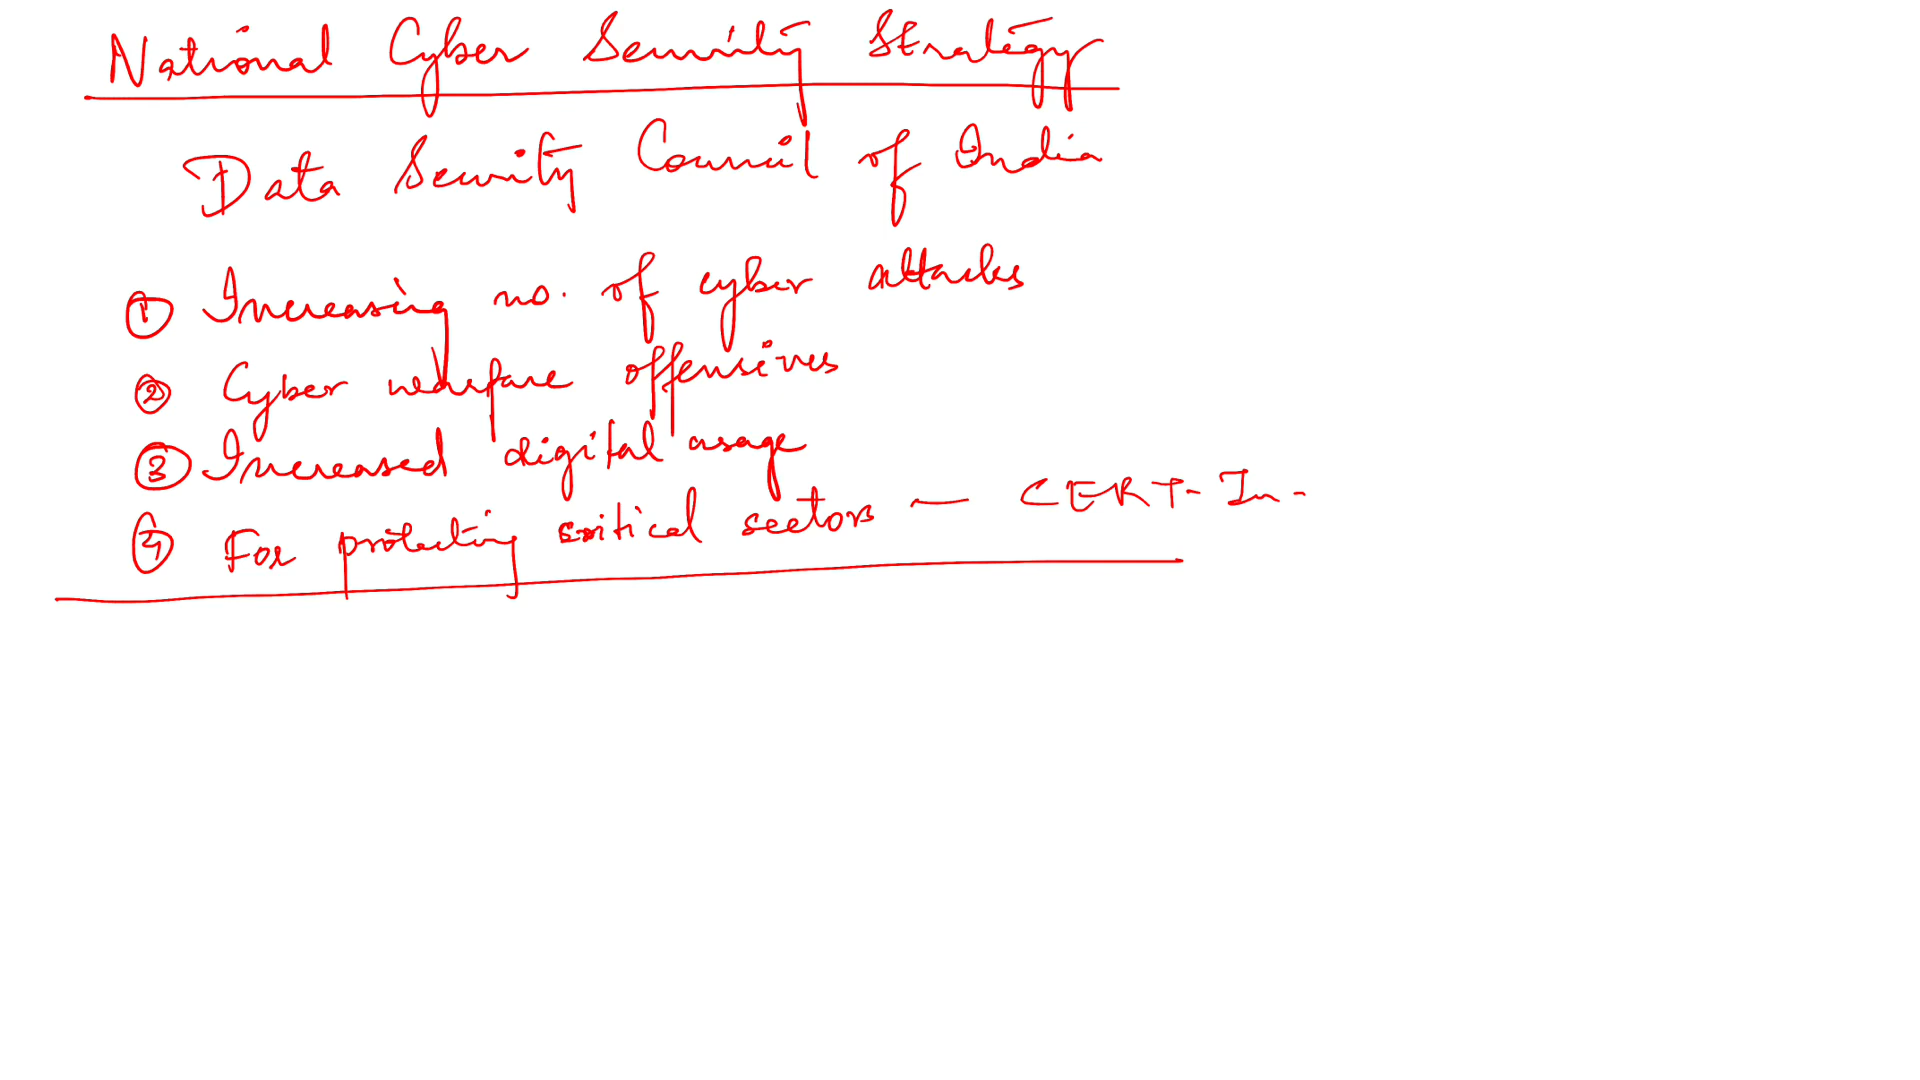 National Cyber Security Strategy
Data Security Council of India
① Increasing no. of cyber attacks
② Cyber warfare offensives
③ Increased digital usage
④ For protecting critical sectors — CERT-In-